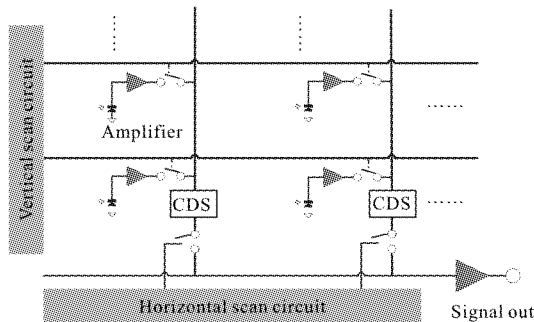 Vertical scan circuit
Amplifier
CDS
CDS
Horizontal scan circuit
Signal out